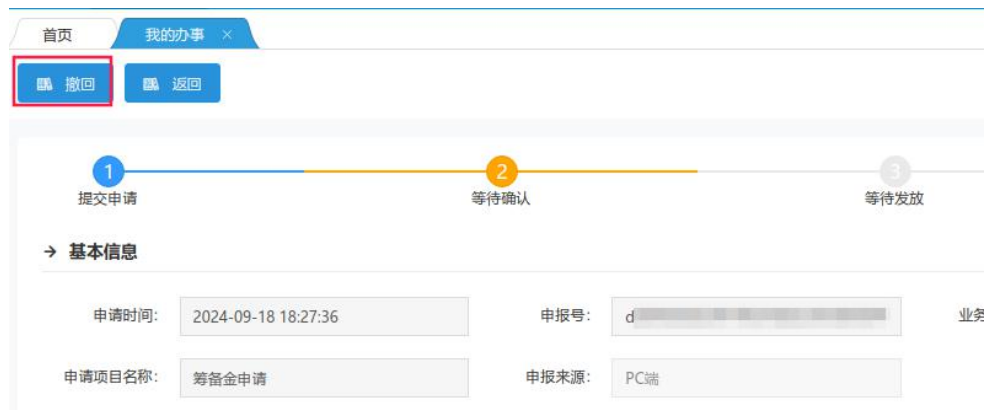 首页 我的办事 ×
撤回 返回
1 2 3
提交申请 等待确认 等待发放
→ 基本信息
申请时间: 2024-09-18 18:27:36 申报号: d 业务
申请项目名称: 筹备金申请 申报来源: PC端